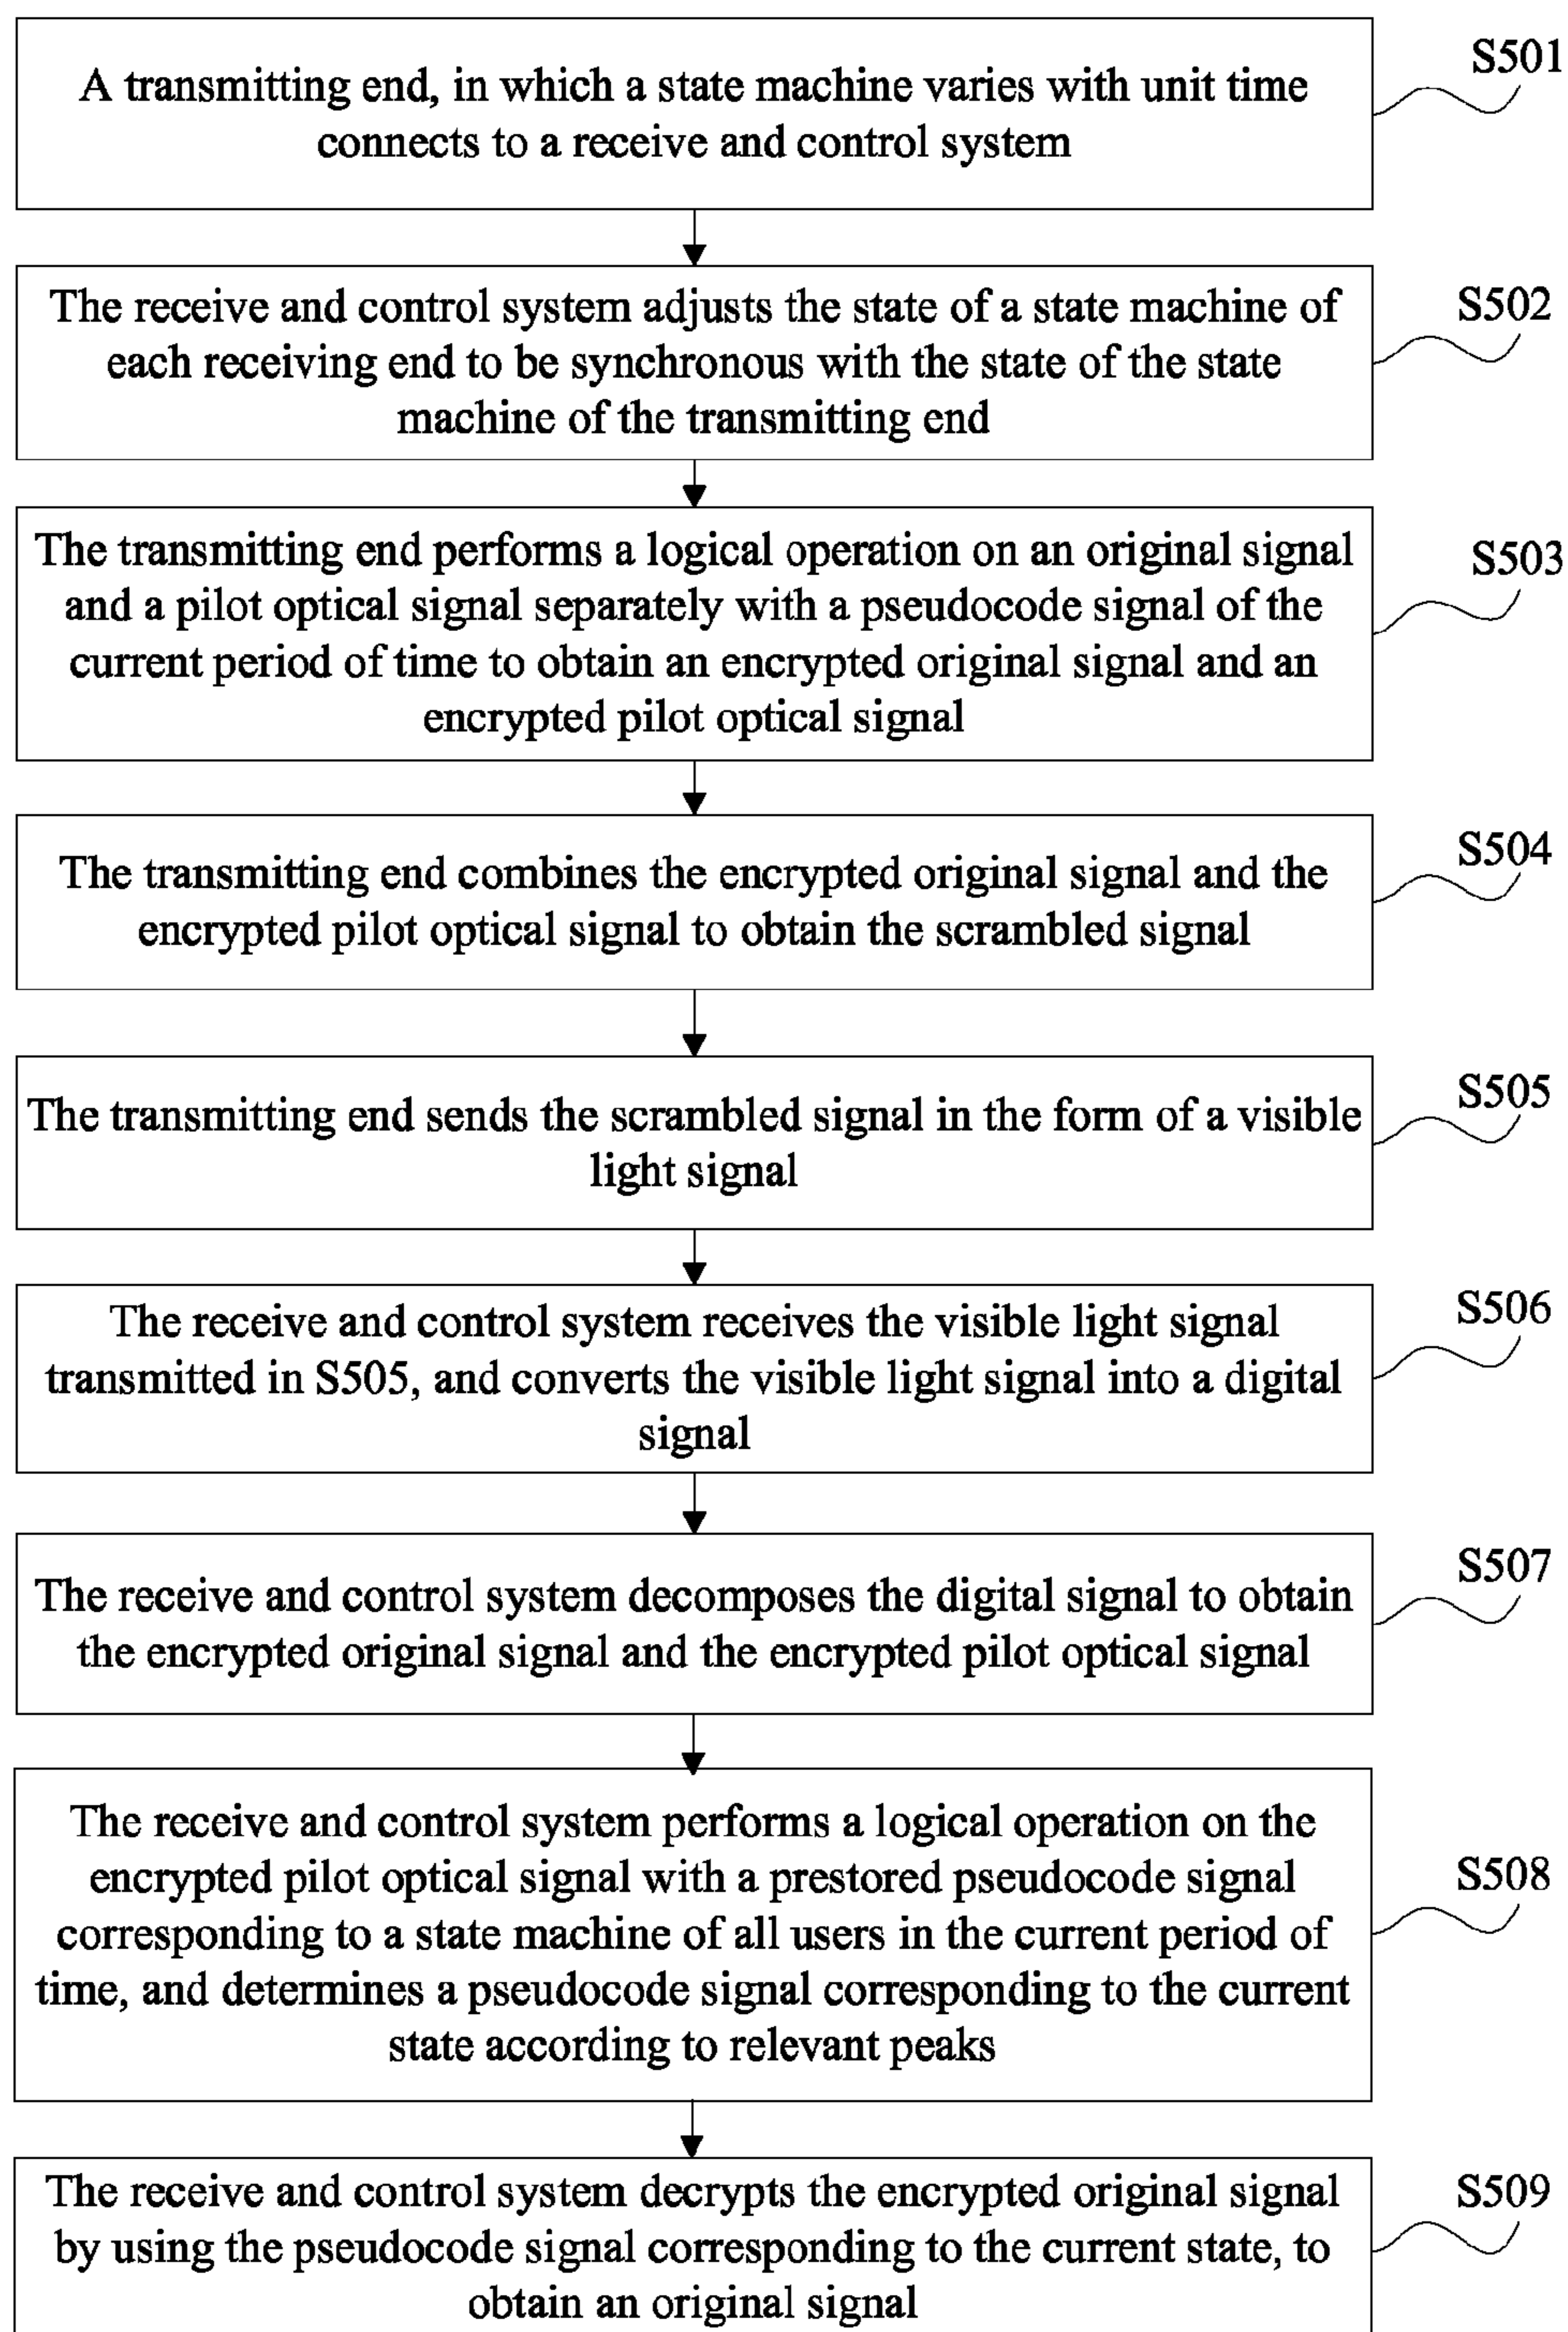 A transmitting end, in which a state machine varies with unit time
connects to a receive and control system
S501
The receive and control system adjusts the state of a state machine of
each receiving end to be synchronous with the state of the state
machine of the transmitting end
S502
The transmitting end performs a logical operation on an original signal
and a pilot optical signal separately with a pseudocode signal of the
current period of time to obtain an encrypted original signal and an
encrypted pilot optical signal
S503
The transmitting end combines the encrypted original signal and the
encrypted pilot optical signal to obtain the scrambled signal
S504
The transmitting end sends the scrambled signal in the form of a visible
light signal
S505
The receive and control system receives the visible light signal
transmitted in S505, and converts the visible light signal into a digital
signal
S506
The receive and control system decomposes the digital signal to obtain
the encrypted original signal and the encrypted pilot optical signal
S507
The receive and control system performs a logical operation on the
encrypted pilot optical signal with a prestored pseudocode signal
corresponding to a state machine of all users in the current period of
time, and determines a pseudocode signal corresponding to the current
state according to relevant peaks
S508
The receive and control system decrypts the encrypted original signal
by using the pseudocode signal corresponding to the current state, to
obtain an original signal
S509